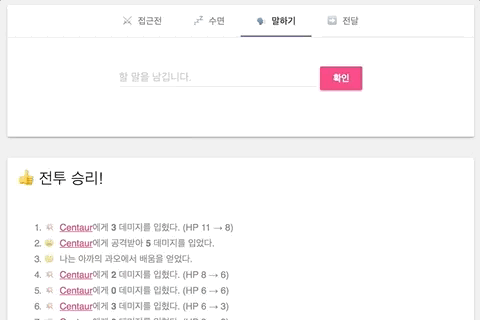 접근전 수면 말하기 전달
할 말을 남깁니다. 확인
전투 승리!
1. Centaur에게 3 데미지를 입혔다. (HP 11 → 8)
2. Centaur에게 공격받아 5 데미지를 입었다.
3. 나는 아까의 과오에서 배움을 얻었다.
4. Centaur에게 2 데미지를 입혔다. (HP 8 → 6)
5. Centaur에게 0 데미지를 입혔다. (HP 6 → 6)
6. Centaur에게 3 데미지를 입혔다. (HP 6 → 3)